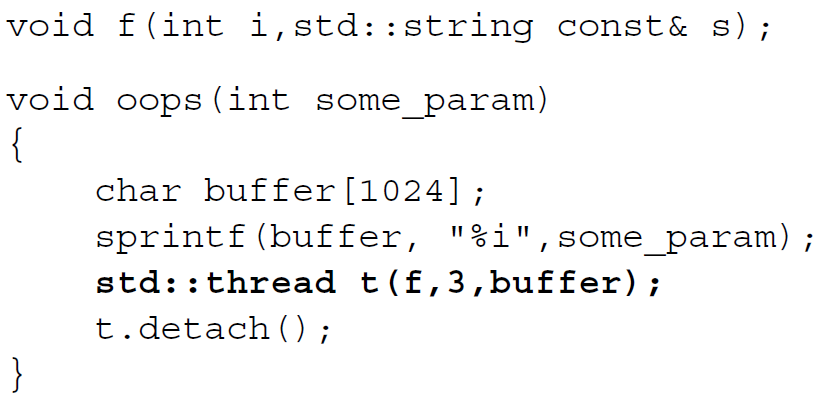 void f(int i,std::string const& s);
void oops(int some_param)
{
    char buffer[1024];
    sprintf(buffer, "%i",some_param);
    std::thread t(f,3,buffer);
    t.detach();
}